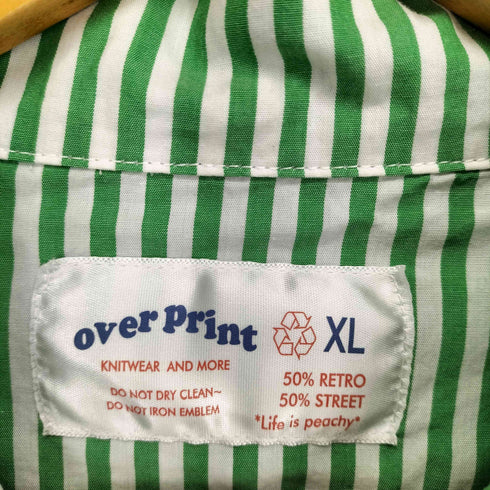 over print XL
KNITWEAR AND MORE
DO NOT DRY CLEAN~
DO NOT IRON EMBLEM
50% RETRO
50% STREET
*Life is peachy*